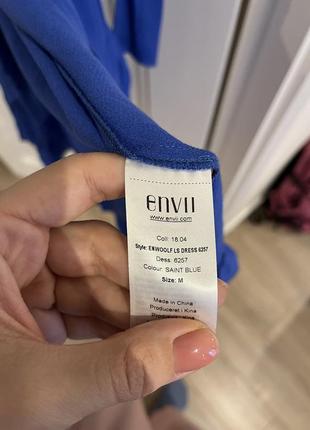 envii
www.envii.com
Coll: 18.04
Style: ENWOOLF LS DRESS 6257
Dess: 6257
Colour: SAINT BLUE
Size: M
Made in China
Produceret i Kina